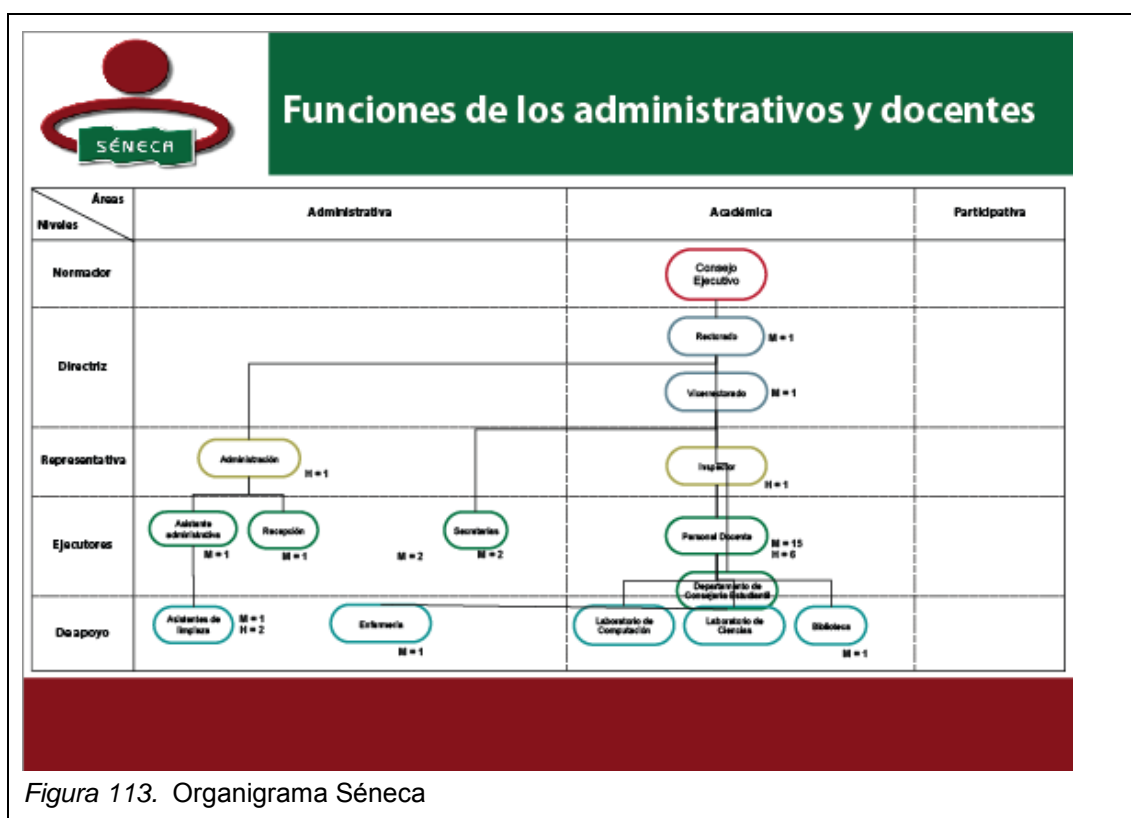 SÉNECA
Funciones de los administrativos y docentes
Áreas
Niveles
Administrativa
Académica
Participativa
Normador
Consejo
Ejecutivo
Directriz
Rectorado
M = 1
Vicerrectorado
M = 1
Representativa
Administración
H = 1
Inspector
H = 1
Ejecutores
Asistente
administrativa
M = 1
Recepción
M = 1
M = 2
Secretarias
M = 2
Personal Docente
M = 15
H = 6
Departamento de
Consejería Estudiantil
De apoyo
Asistentes de
limpieza
M = 1
H = 2
Enfermería
M = 1
Laboratorio de
Computación
Laboratorio de
Ciencias
Biblioteca
M = 1
Figura 113. Organigrama Séneca